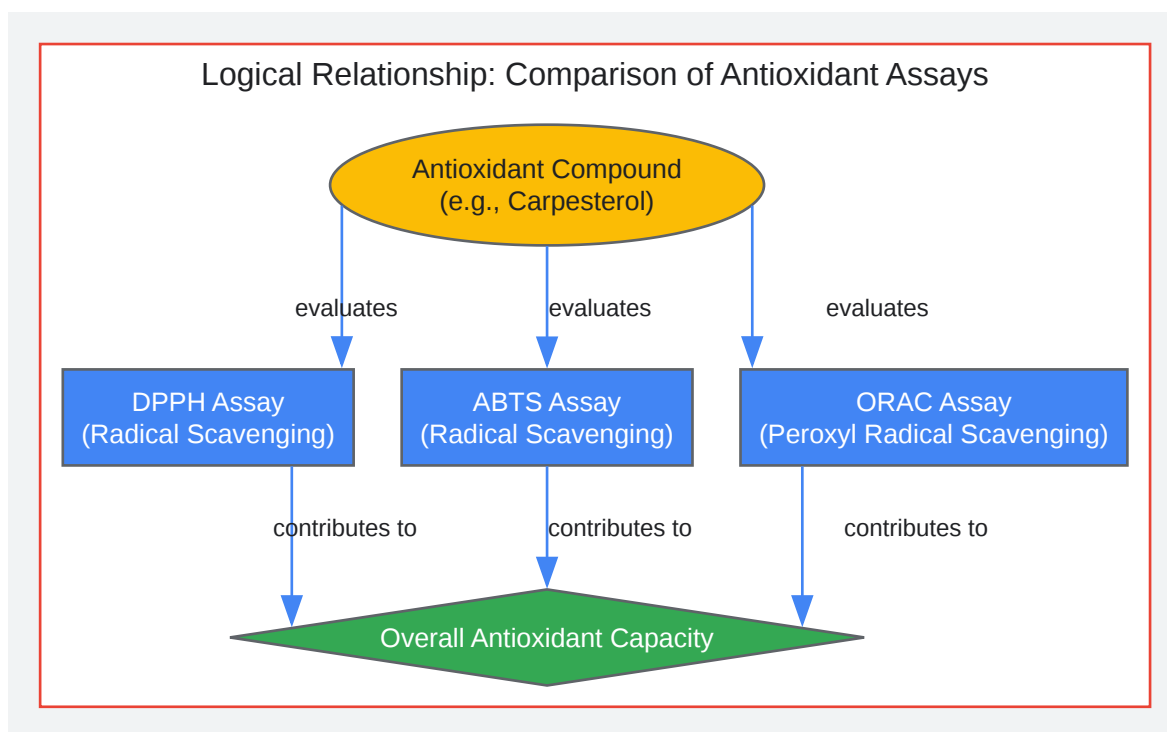 Logical Relationship: Comparison of Antioxidant Assays
Antioxidant Compound
(e.g., Carpesterol)
evaluates
evaluates
evaluates
DPPH Assay
(Radical Scavenging)
ABTS Assay
(Radical Scavenging)
ORAC Assay
(Peroxyl Radical Scavenging)
contributes to
contributes to
contributes to
Overall Antioxidant Capacity